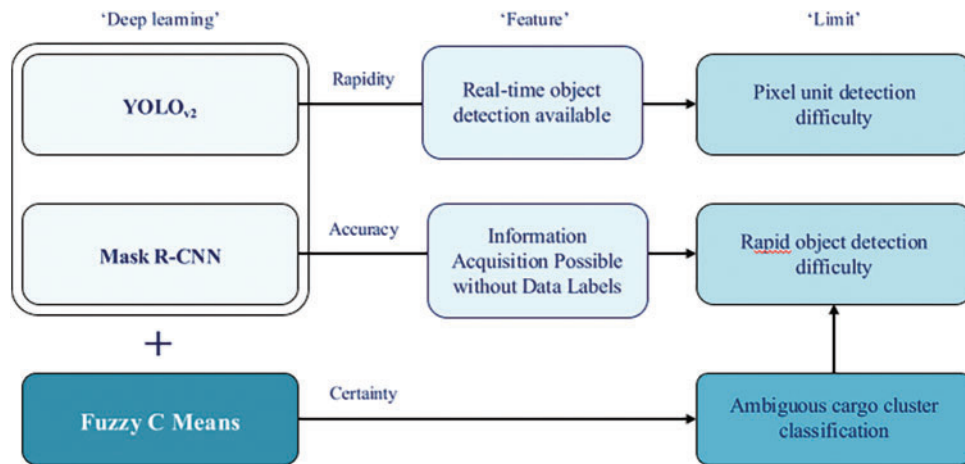 ‘Deep learning’
‘Feature’
‘Limit’
YOLOv2
Rapidity
Real-time object
detection available
Pixel unit detection
difficulty
Mask R-CNN
Accuracy
Information
Acquisition Possible
without Data Labels
Rapid object detection
difficulty
+
Fuzzy C Means
Certainty
Ambiguous cargo cluster
classification